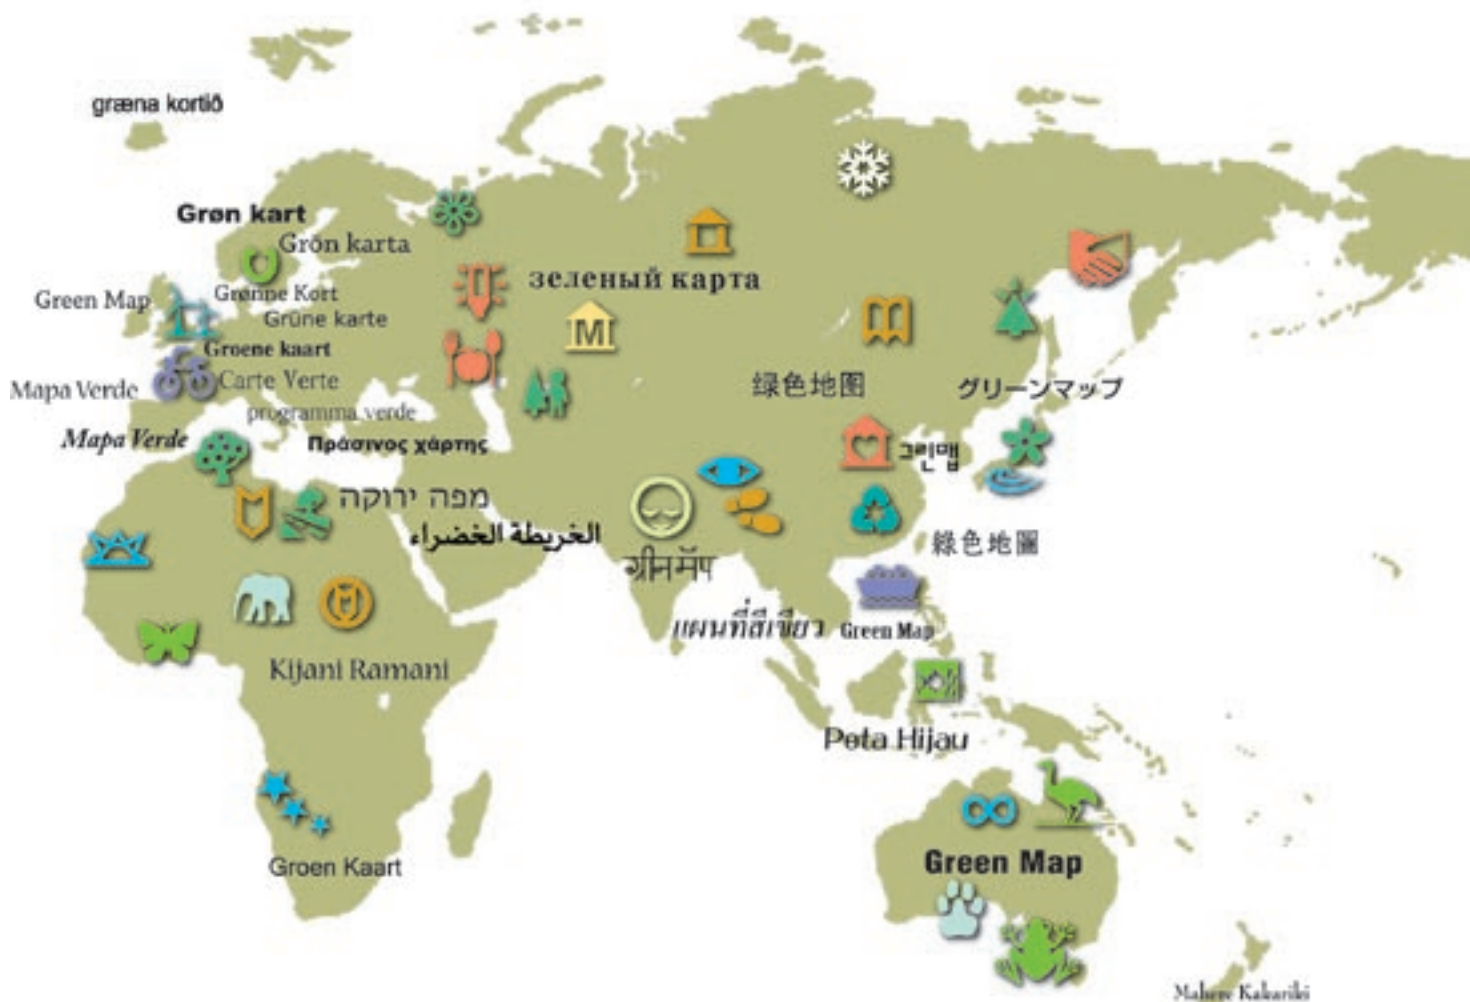 græna kortið
Grøn kart
Grön karta
зеленый карта
Green Map
Grønne Kort
Grüne karte
Groene kaart
Mapa Verde
Carte Verte
绿色地图
グリーンマップ
programma verde
Mapa Verde
Πράσινος χάρτης
그린맵
מפה ירוקה
الخريطة الخضراء
綠色地圖
ग्रीन मॅप
แผนที่สีเขียว
Green Map
Kijani Ramani
Peta Hijau
M
Green Map
Groen Kaart
Mahere Kakariki